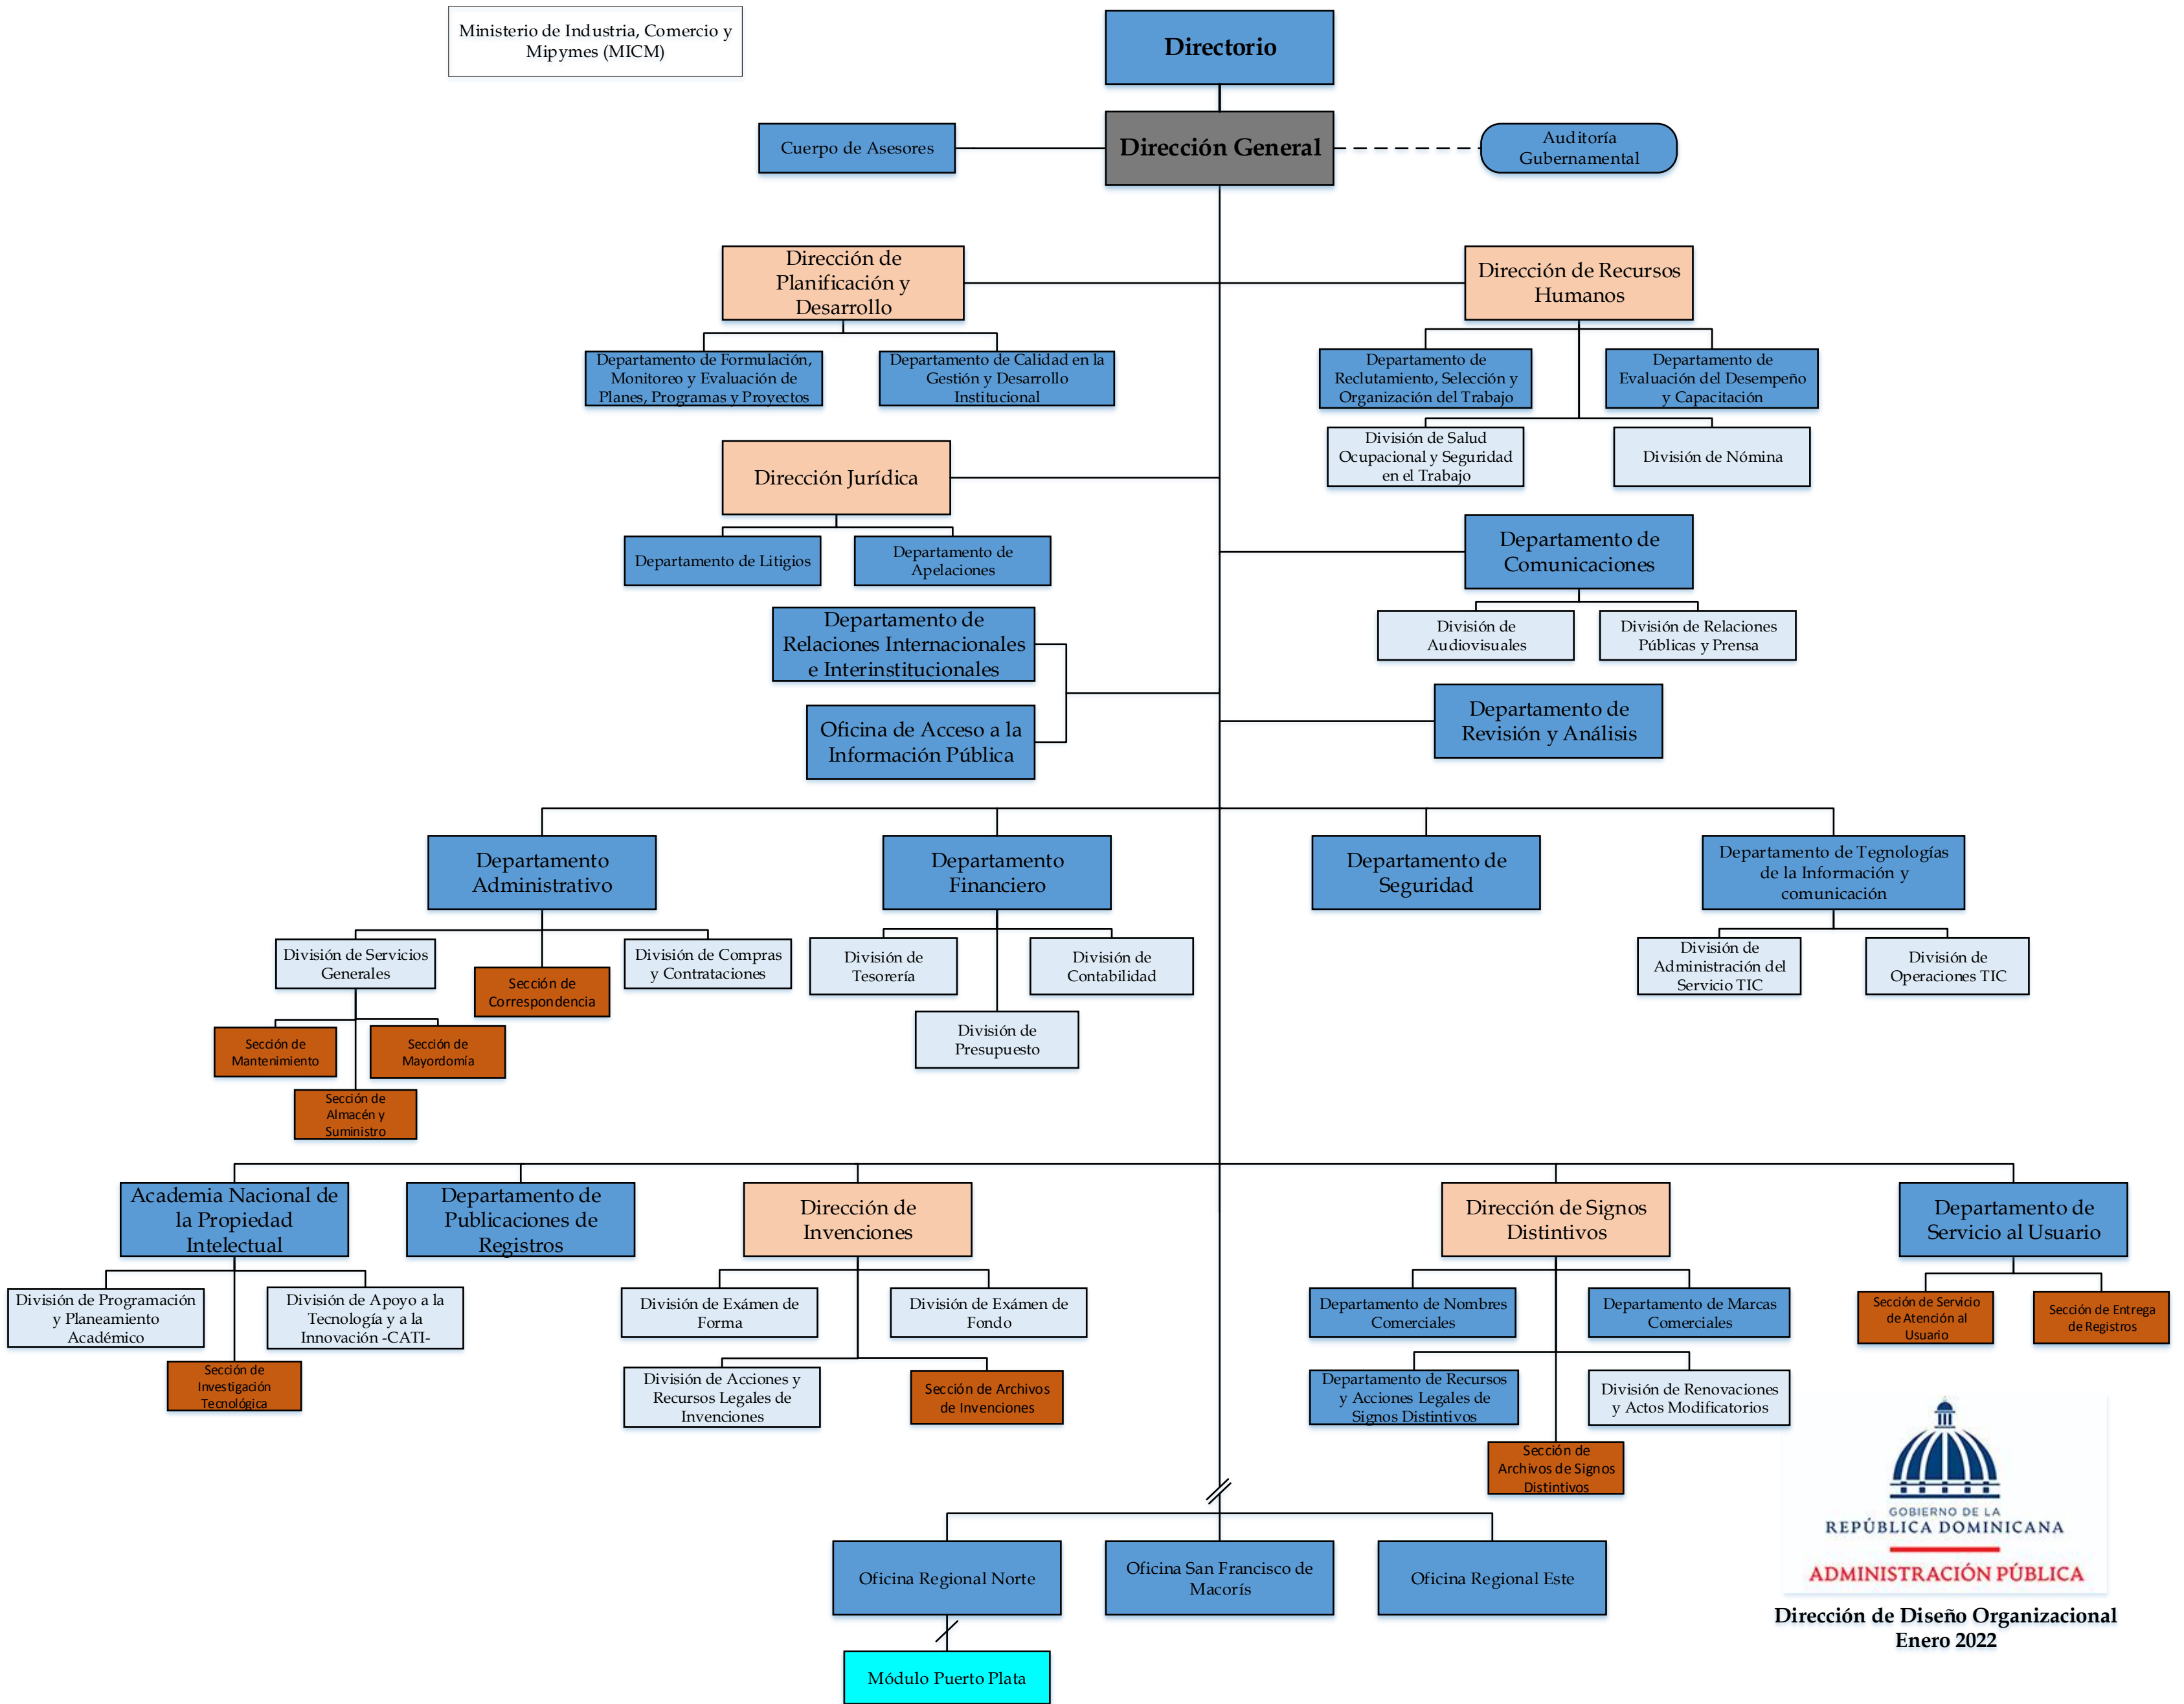 Ministerio de Industria, Comercio y
Mipymes (MICM)
Directorio
Cuerpo de Asesores
Dirección General
Auditoría
Gubernamental
Dirección de
Planificación y
Desarrollo
Dirección de Recursos
Humanos
Departamento de Formulación,
Monitoreo y Evaluación de
Planes, Programas y Proyectos
Departamento de Calidad en la
Gestión y Desarrollo
Institucional
Departamento de
Reclutamiento, Selección y
Organización del Trabajo
Departamento de
Evaluación del Desempeño
y Capacitación
División de Salud
Ocupacional y Seguridad
en el Trabajo
División de Nómina
Dirección Jurídica
Departamento de Litigios
Departamento de
Apelaciones
Departamento de
Comunicaciones
División de
Audiovisuales
División de Relaciones
Públicas y Prensa
Departamento de
Relaciones Internacionales
e Interinstitucionales
Oficina de Acceso a la
Información Pública
Departamento de
Revisión y Análisis
Departamento
Administrativo
Departamento
Financiero
Departamento de
Seguridad
Departamento de Tegnologías
de la Información y
comunicación
División de Servicios
Generales
Sección de
Correspondencia
División de Compras
y Contrataciones
División de
Tesorería
División de
Contabilidad
División de
Presupuesto
División de
Administración del
Servicio TIC
División de
Operaciones TIC
Sección de
Mantenimiento
Sección de
Mayordomía
Sección de
Almacén y
Suministro
Academia Nacional de
la Propiedad
Intelectual
Departamento de
Publicaciones de
Registros
Dirección de
Invenciones
Dirección de Signos
Distintivos
Departamento de
Servicio al Usuario
División de Programación
y Planeamiento
Académico
División de Apoyo a la
Tecnología y a la
Innovación -CATI-
Sección de
Investigación
Tecnológica
División de Exámen de
Forma
División de Exámen de
Fondo
División de Acciones y
Recursos Legales de
Invenciones
Sección de Archivos
de Invenciones
Departamento de Nombres
Comerciales
Departamento de Marcas
Comerciales
Departamento de Recursos
y Acciones Legales de
Signos Distintivos
División de Renovaciones
y Actos Modificatorios
Sección de
Archivos de Signos
Distintivos
Sección de Servicio
de Atención al
Usuario
Sección de Entrega
de Registros
Oficina Regional Norte
Oficina San Francisco de
Macorís
Oficina Regional Este
Módulo Puerto Plata
GOBIERNO DE LA
REPÚBLICA DOMINICANA
ADMINISTRACIÓN PÚBLICA
Dirección de Diseño Organizacional
Enero 2022